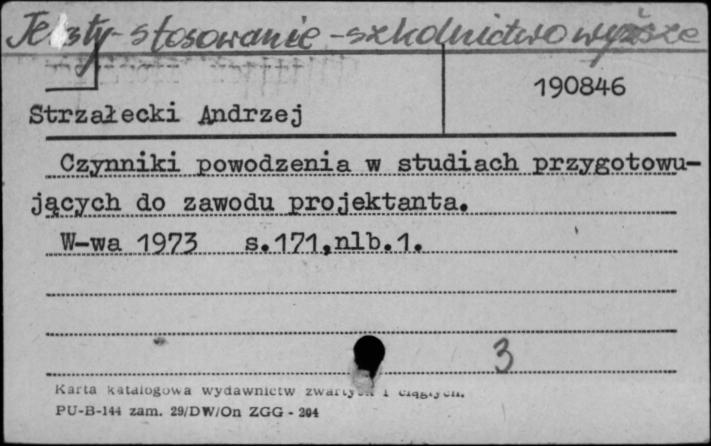 Testy - stosowanie - szkolnictwo wyższe
190846
Strzałecki Andrzej
Czynniki powodzenia w studiach przygotowu-
jących do zawodu projektanta.
W-wa 1973 s.171,nlb.1.
3
Karta katalogowa wydawnictw zwartych i ciągłych.
PU-B-144 zam. 29/DW/On ZGG - 204